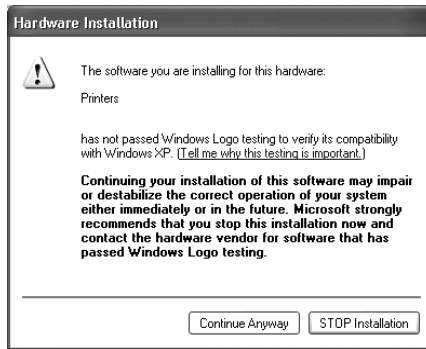 Hardware Installation
The software you are installing for this hardware:
Printers
has not passed Windows Logo testing to verify its compatibility
with Windows XP. (Tell me why this testing is important.)
Continuing your installation of this software may impair
or destabilize the correct operation of your system
either immediately or in the future. Microsoft strongly
recommends that you stop this installation now and
contact the hardware vendor for software that has
passed Windows Logo testing.
Continue Anyway STOP Installation